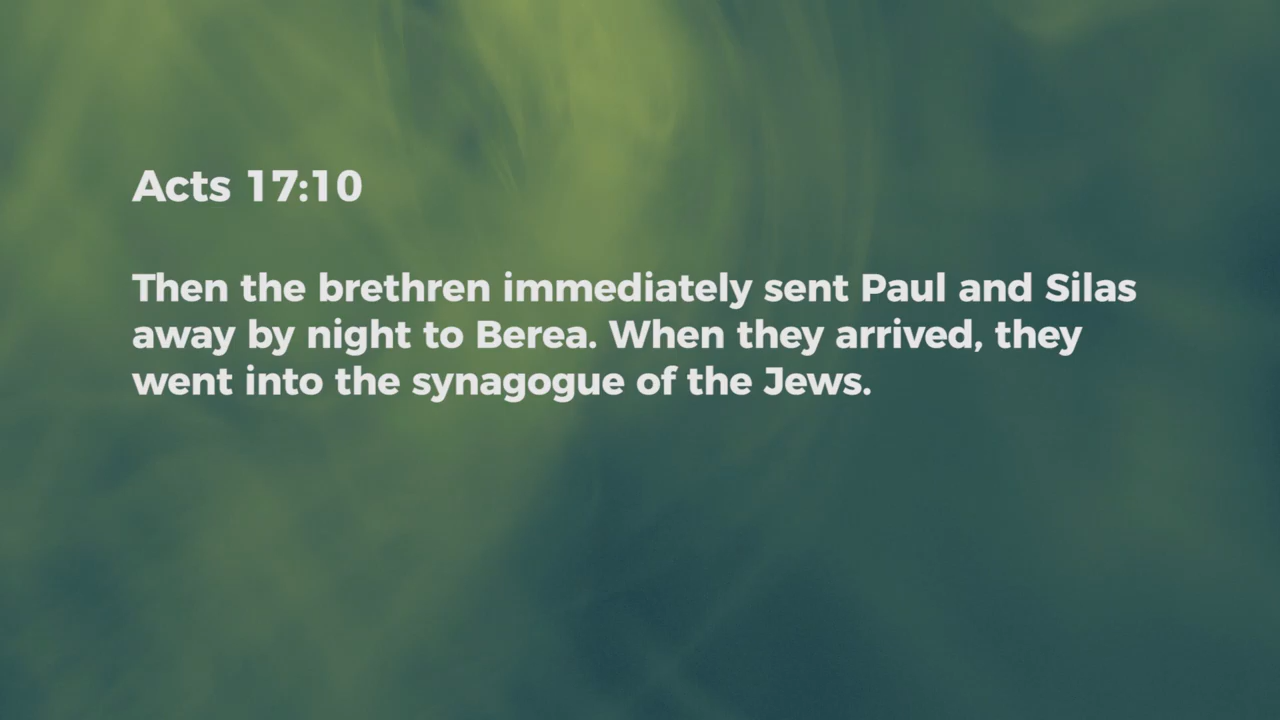 Acts 17:10
Then the brethren immediately sent Paul and Silas
away by night to Berea. When they arrived, they
went into the synagogue of the Jews.